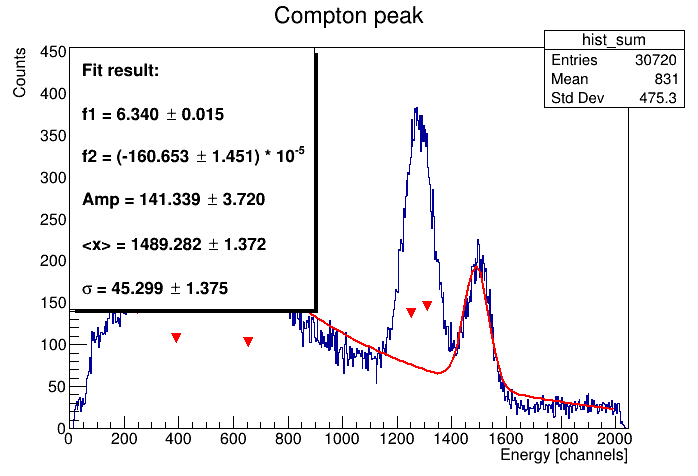 Compton peak
hist_sum
Entries 30720
Mean 831
Std Dev 475.3
Counts
450
400
350
300
250
200
150
100
50
0
Fit result:
f1 = 6.340 ± 0.015
f2 = (-160.653 ± 1.451) * 10^-5
Amp = 141.339 ± 3.720
<x> = 1489.282 ± 1.372
σ = 45.299 ± 1.375
0 200 400 600 800 1000 1200 1400 1600 1800 2000
Energy [channels]